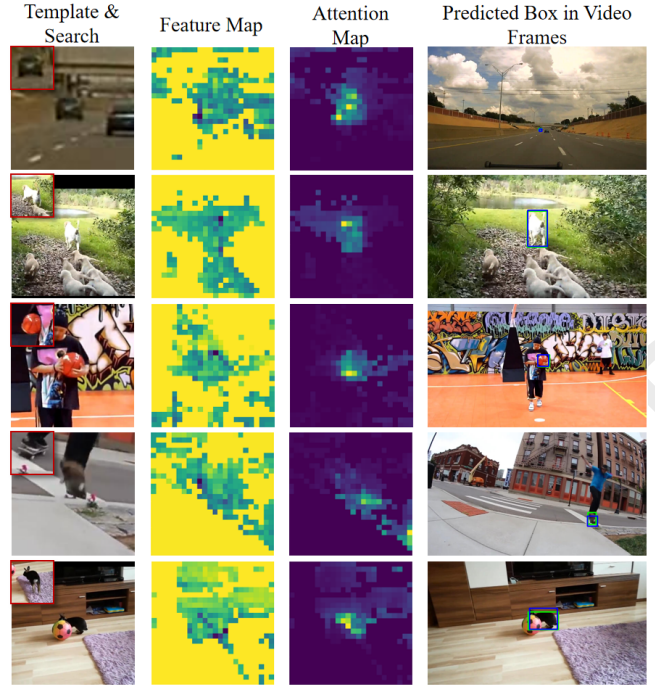 Template &
Search
Feature Map
Attention
Map
Predicted Box in Video
Frames